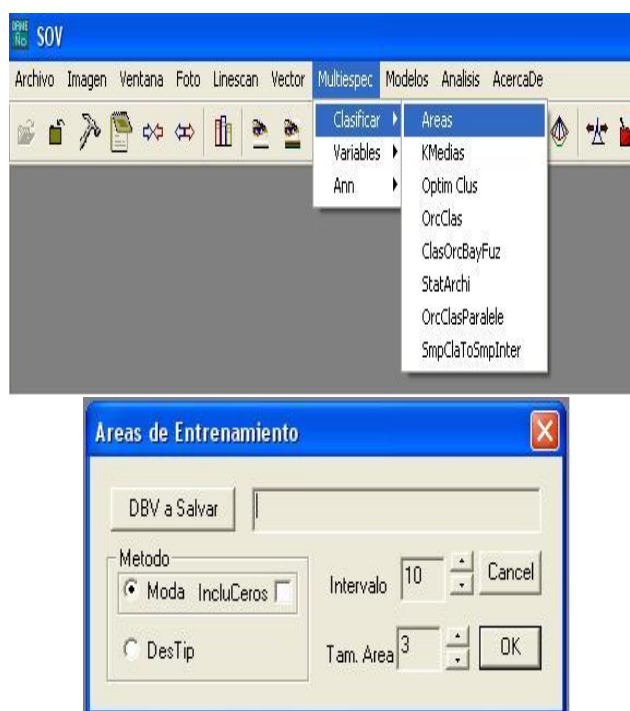 DANE
No
SOV
Archivo Imagen Ventana Foto Linescan Vector Multiespec Modelos Analisis AcercaDe
Clasificar
Variables
Ann
Areas
KMedias
Optim Clus
OrcClas
ClasOrcBayFuz
StatArchi
OrcClasParalele
SmpClaToSmpInter
Areas de Entrenamiento
DBV a Salvar
Metodo
Moda IncluCeros
DesTip
Intervalo 10 Cancel
Tam. Area 3 OK